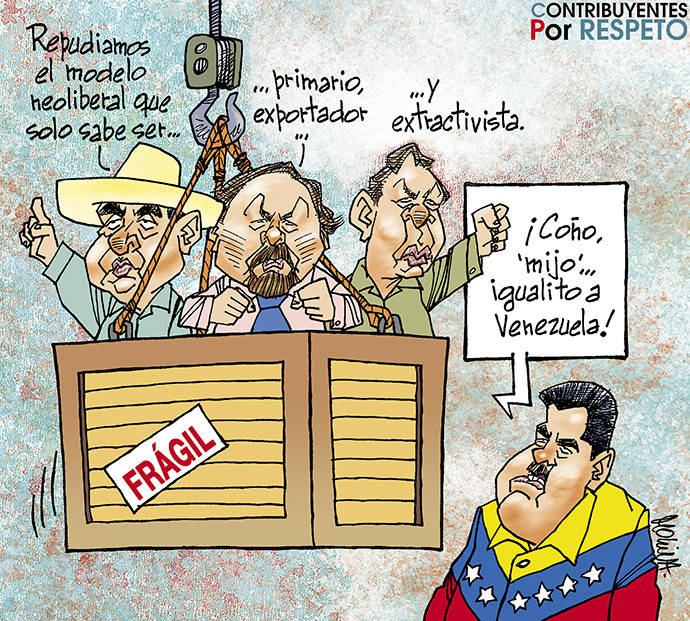 CONTRIBUYENTES
Por RESPETO
Repudiamos
el modelo
neoliberal que
solo sabe ser...
...primario,
exportador
...
...y
extractivista.
¡Coño,
'mijo'...
igualito a
Venezuela!
FRÁGIL